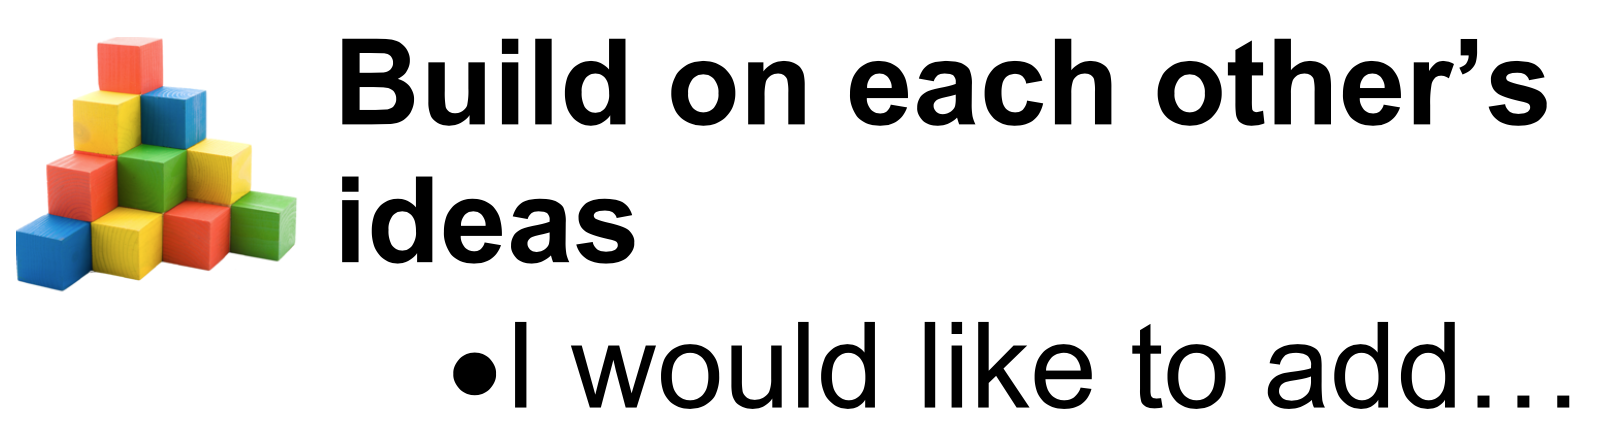 Build on each other’s
ideas
•I would like to add…